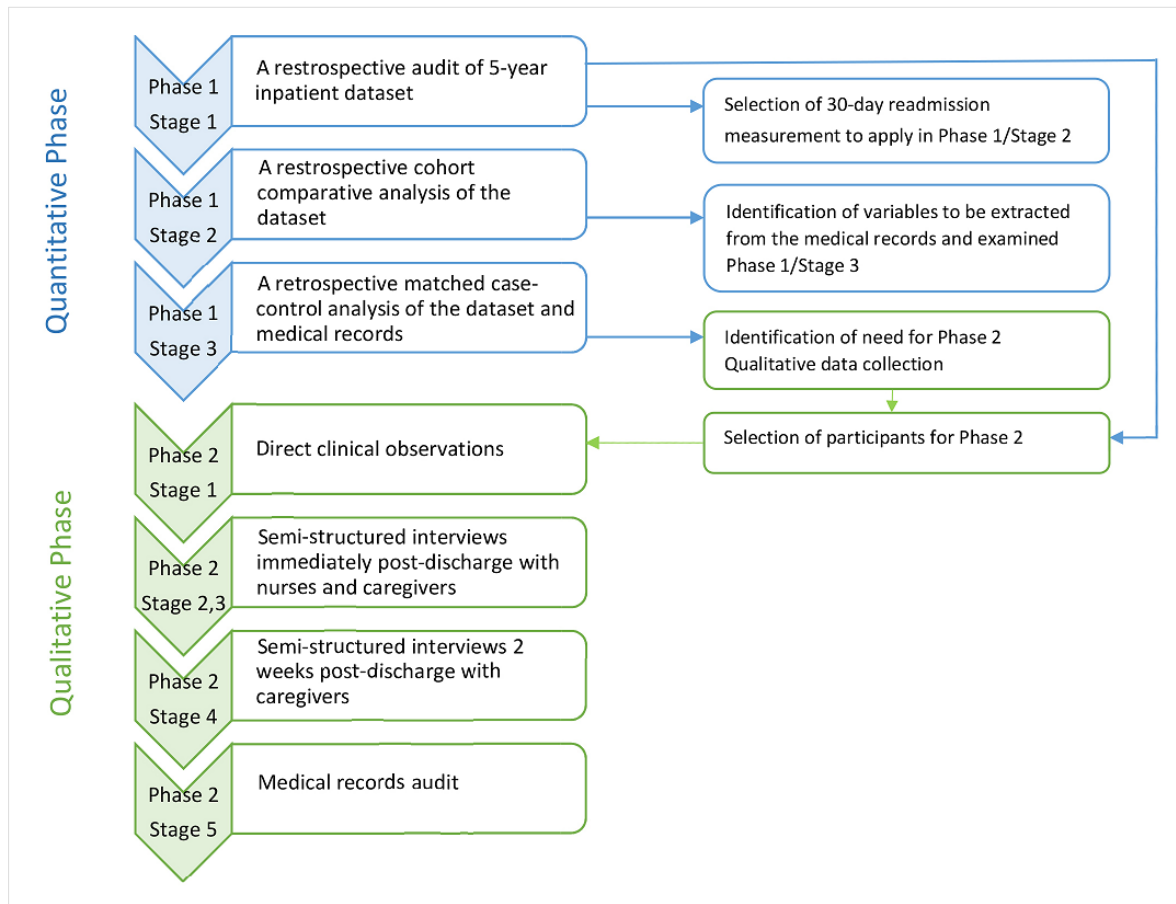 Quantitative Phase
Phase 1
Stage 1
A restrospective audit of 5-year
inpatient dataset
Selection of 30-day readmission
measurement to apply in Phase 1/Stage 2
Phase 1
Stage 2
A restrospective cohort
comparative analysis of the
dataset
Identification of variables to be extracted
from the medical records and examined
Phase 1/Stage 3
Phase 1
Stage 3
A retrospective matched case-
control analysis of the dataset and
medical records
Identification of need for Phase 2
Qualitative data collection
Selection of participants for Phase 2
Qualitative Phase
Phase 2
Stage 1
Direct clinical observations
Phase 2
Stage 2,3
Semi-structured interviews
immediately post-discharge with
nurses and caregivers
Phase 2
Stage 4
Semi-structured interviews 2
weeks post-discharge with
caregivers
Phase 2
Stage 5
Medical records audit